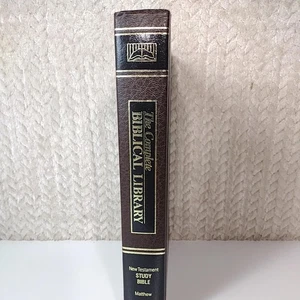 The Complete
BIBLICAL LIBRARY
New Testament
STUDY
BIBLE
Matthew